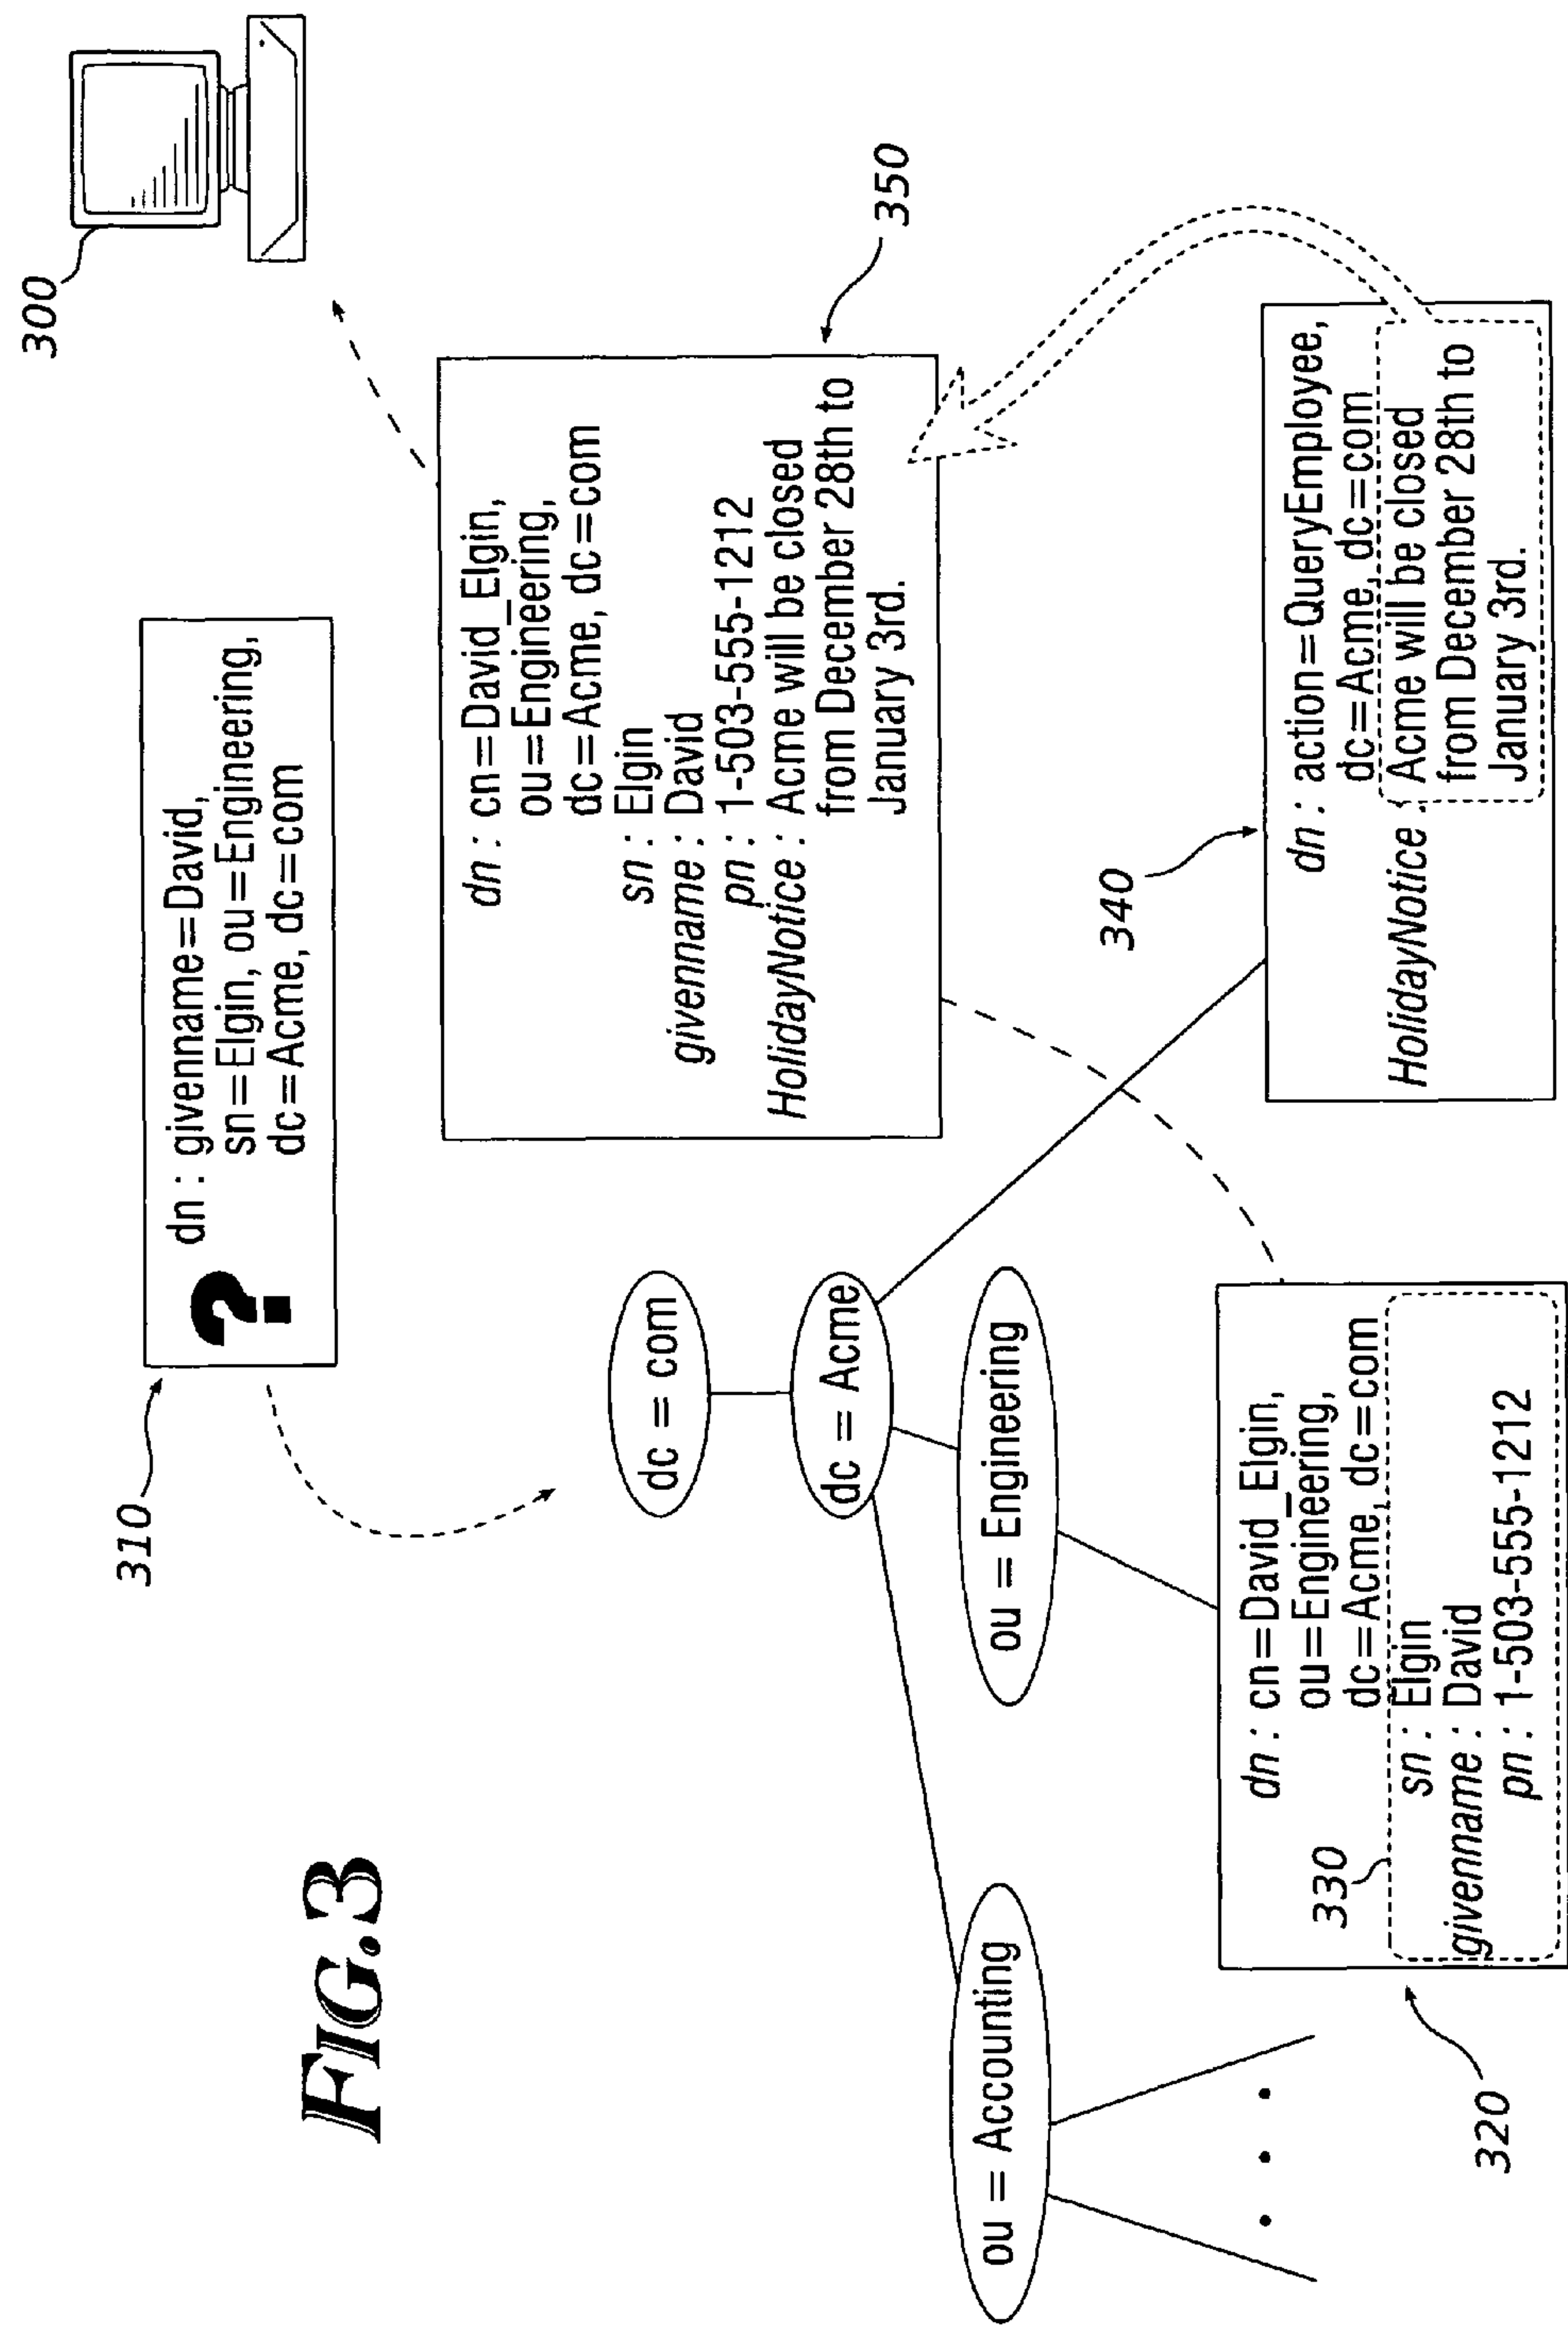 FIG.3
300
310
? dn : givenname=David,
sn=Elgin, ou=Engineering,
dc=Acme, dc=com
350
dn : cn=David_Elgin,
ou=Engineering,
dc=Acme, dc=com
sn : Elgin
givenname : David
pn : 1-503-555-1212
HolidayNotice : Acme will be closed
from December 28th to
January 3rd.
dc = com
dc = Acme
ou = Accounting
ou = Engineering
340
dn : action=QueryEmployee,
dc=Acme, dc=com
HolidayNotice : Acme will be closed
from December 28th to
January 3rd.
320
dn : cn=David_Elgin,
ou=Engineering,
dc=Acme, dc=com
330
sn : Elgin
givenname : David
pn : 1-503-555-1212